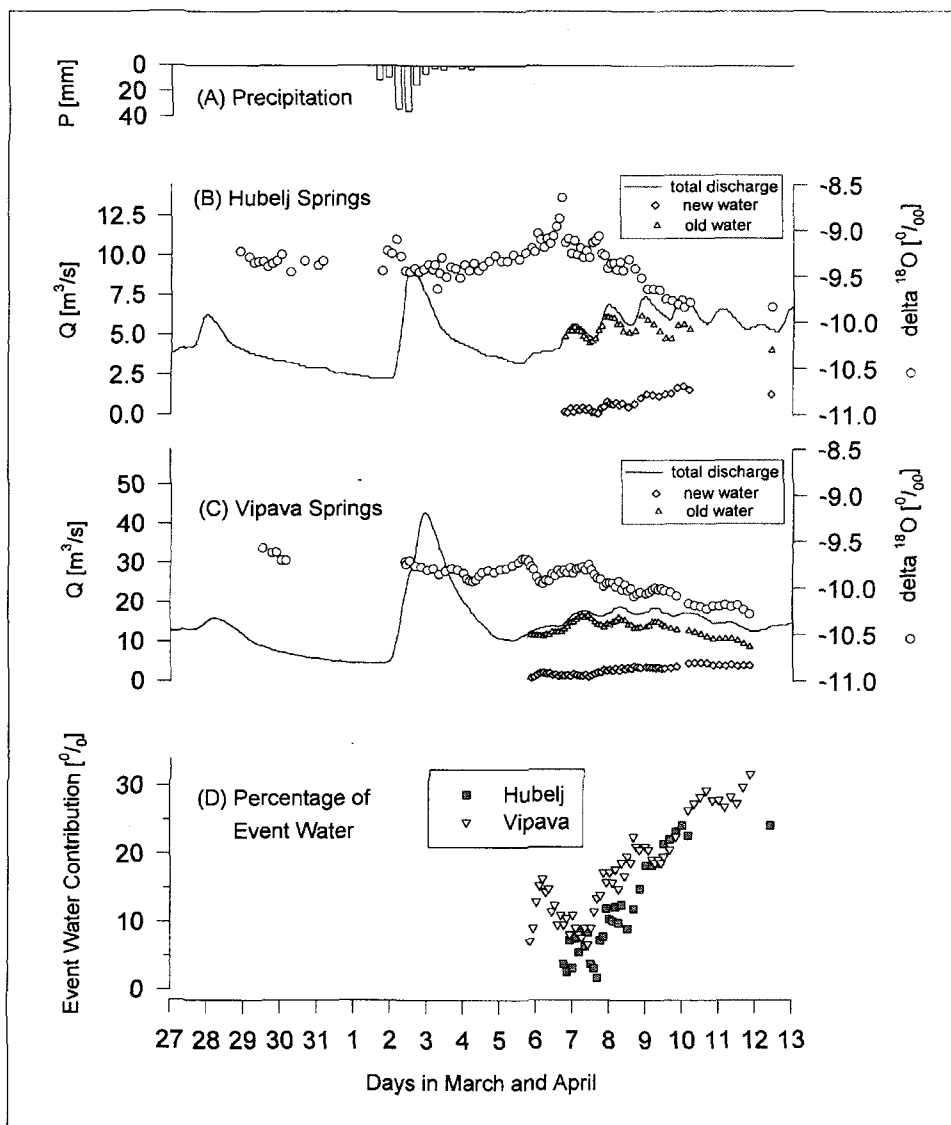 P [mm]
0
20
40
(A) Precipitation
(B) Hubelj Springs
total discharge
new water
old water
Q [m³/s]
12.5
10.0
7.5
5.0
2.5
0.0
-8.5
-9.0
-9.5
-10.0
-10.5
-11.0
delta ¹⁸O [⁰/₀₀]
(C) Vipava Springs
total discharge
new water
old water
Q [m³/s]
50
40
30
20
10
0
-8.5
-9.0
-9.5
-10.0
-10.5
-11.0
delta ¹⁸O [⁰/₀₀]
Event Water Contribution [⁰/₀]
30
20
10
0
(D) Percentage of
Event Water
Hubelj
Vipava
27 28 29 30 31 1 2 3 4 5 6 7 8 9 10 11 12 13
Days in March and April